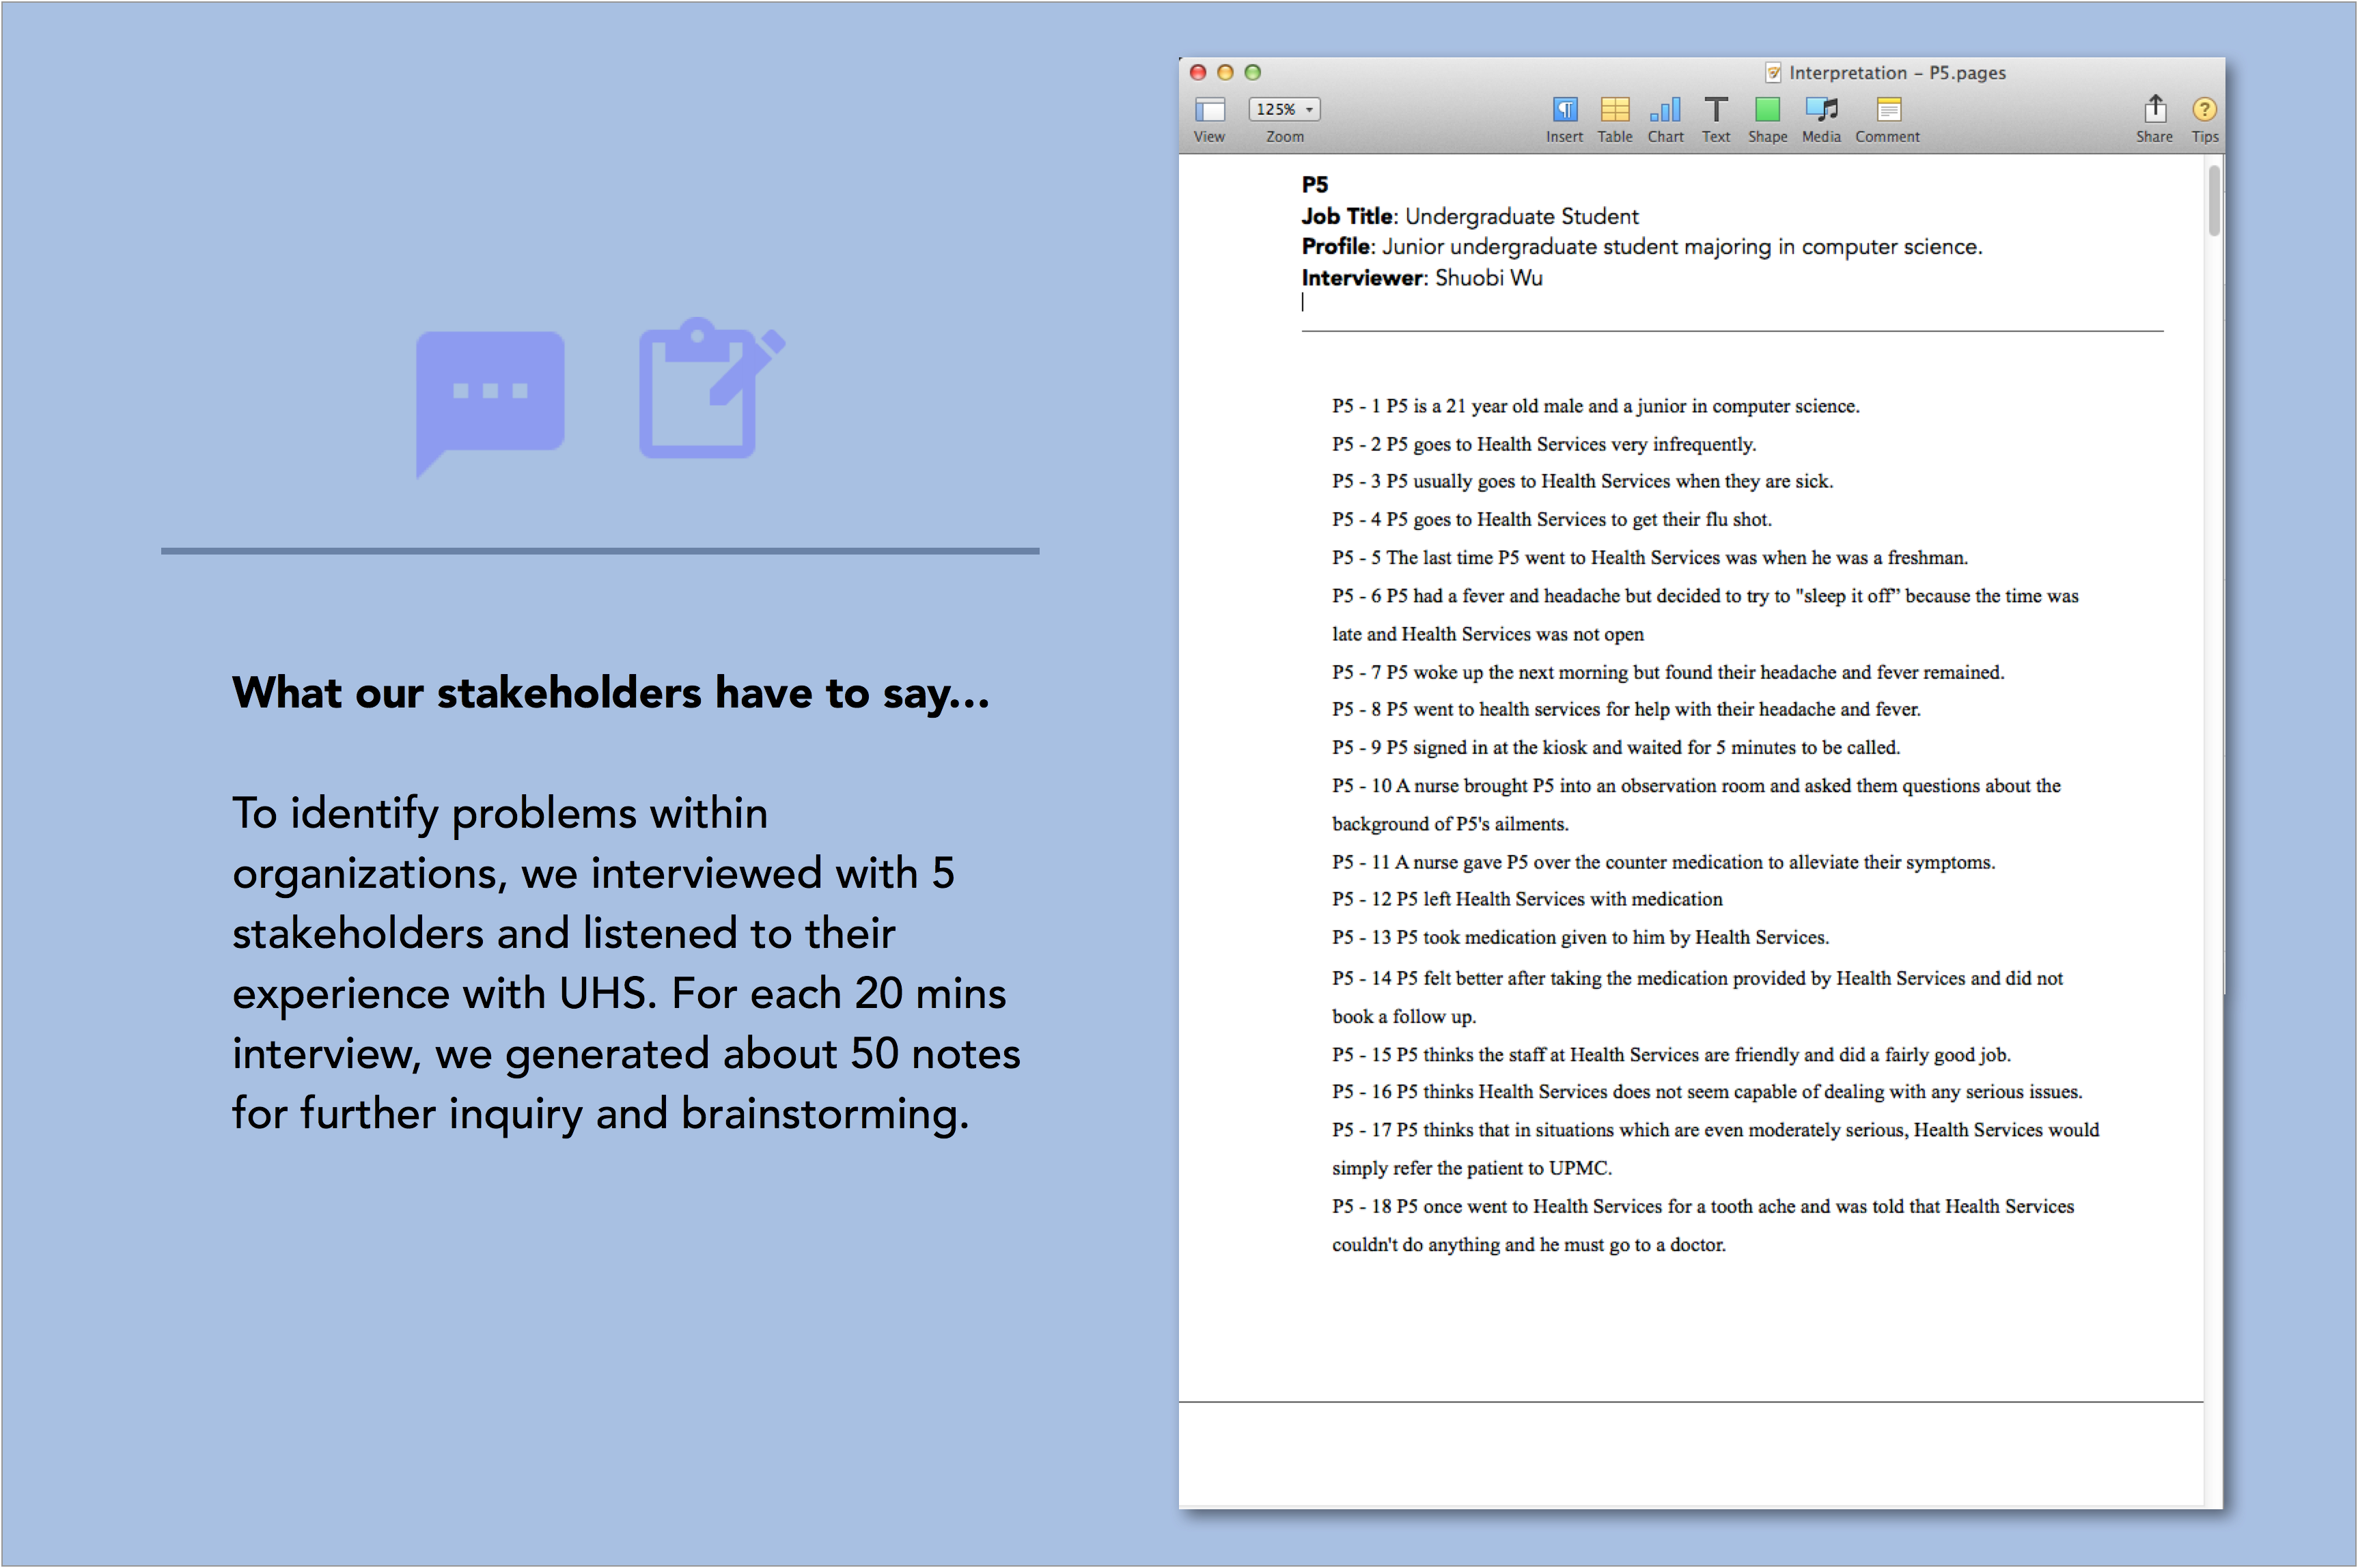 What our stakeholders have to say...
To identify problems within
organizations, we interviewed with 5
stakeholders and listened to their
experience with UHS. For each 20 mins
interview, we generated about 50 notes
for further inquiry and brainstorming.
Interpretation – P5.pages
125%
View
Zoom
Insert
Table
Chart
Text
Shape
Media
Comment
Share
Tips
P5
Job Title: Undergraduate Student
Profile: Junior undergraduate student majoring in computer science.
Interviewer: Shuobi Wu
P5 - 1 P5 is a 21 year old male and a junior in computer science.
P5 - 2 P5 goes to Health Services very infrequently.
P5 - 3 P5 usually goes to Health Services when they are sick.
P5 - 4 P5 goes to Health Services to get their flu shot.
P5 - 5 The last time P5 went to Health Services was when he was a freshman.
P5 - 6 P5 had a fever and headache but decided to try to "sleep it off” because the time was
late and Health Services was not open
P5 - 7 P5 woke up the next morning but found their headache and fever remained.
P5 - 8 P5 went to health services for help with their headache and fever.
P5 - 9 P5 signed in at the kiosk and waited for 5 minutes to be called.
P5 - 10 A nurse brought P5 into an observation room and asked them questions about the
background of P5's ailments.
P5 - 11 A nurse gave P5 over the counter medication to alleviate their symptoms.
P5 - 12 P5 left Health Services with medication
P5 - 13 P5 took medication given to him by Health Services.
P5 - 14 P5 felt better after taking the medication provided by Health Services and did not
book a follow up.
P5 - 15 P5 thinks the staff at Health Services are friendly and did a fairly good job.
P5 - 16 P5 thinks Health Services does not seem capable of dealing with any serious issues.
P5 - 17 P5 thinks that in situations which are even moderately serious, Health Services would
simply refer the patient to UPMC.
P5 - 18 P5 once went to Health Services for a tooth ache and was told that Health Services
couldn't do anything and he must go to a doctor.